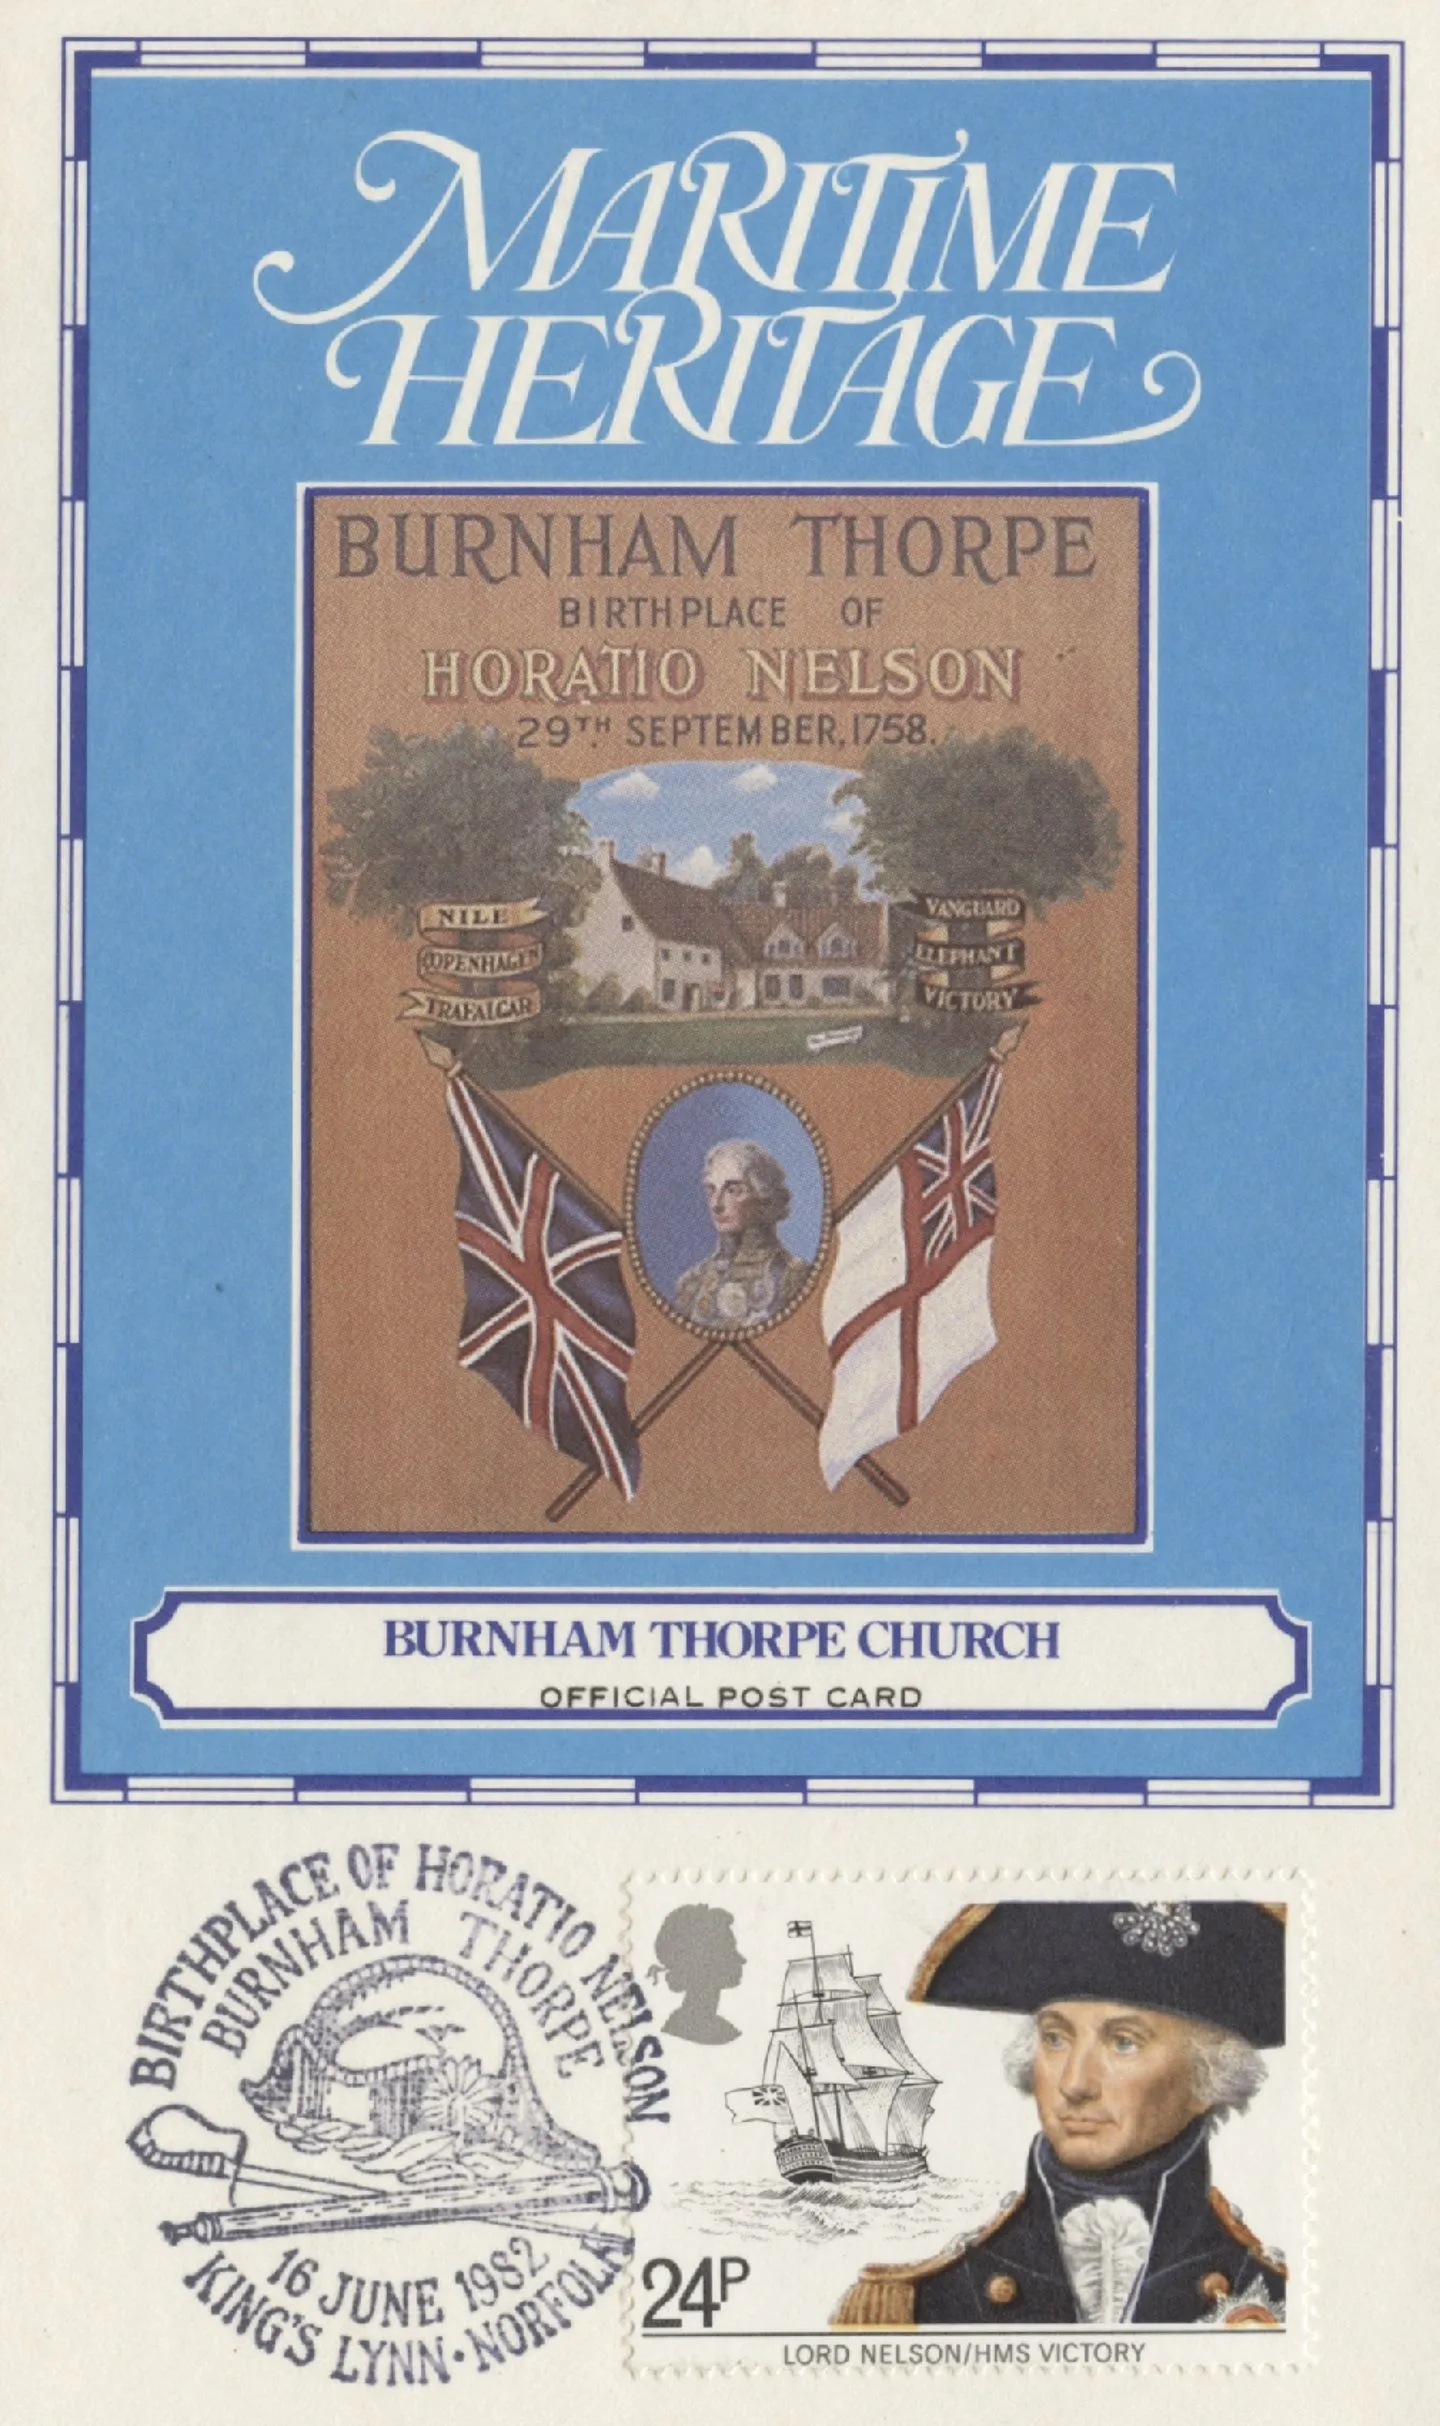 MARITIME
HERITAGE
BURNHAM THORPE
BIRTHPLACE OF
HORATIO NELSON
29TH SEPTEMBER, 1758.
NILE
COPENHAGEN
TRAFALGAR
VANGUARD
ELEPHANT
VICTORY
BURNHAM THORPE CHURCH
OFFICIAL POST CARD
BIRTHPLACE OF HORATIO NELSON
BURNHAM THORPE
16 JUNE 1982
KING'S LYNN · NORFOLK
24P
LORD NELSON/HMS VICTORY